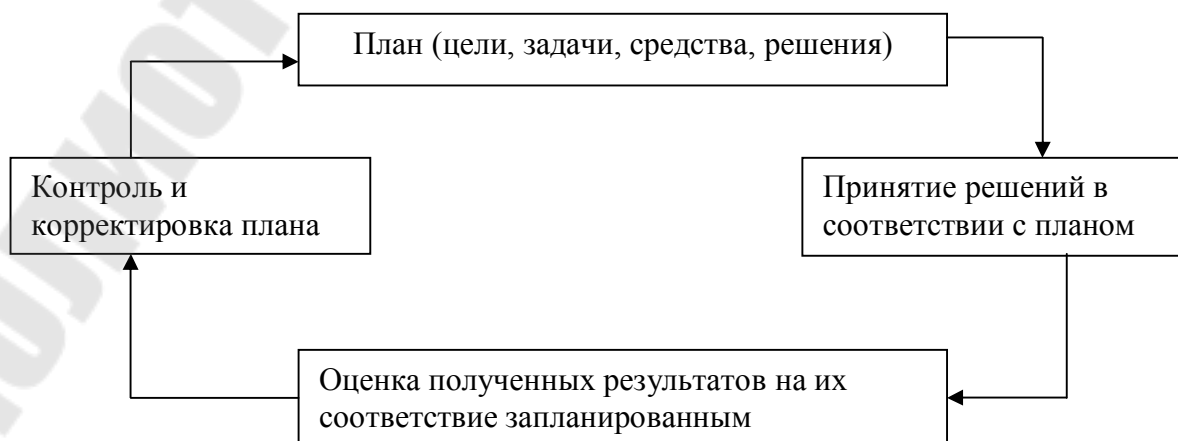 План (цели, задачи, средства, решения)
Контроль и
корректировка плана
Принятие решений в
соответствии с планом
Оценка полученных результатов на их
соответствие запланированным